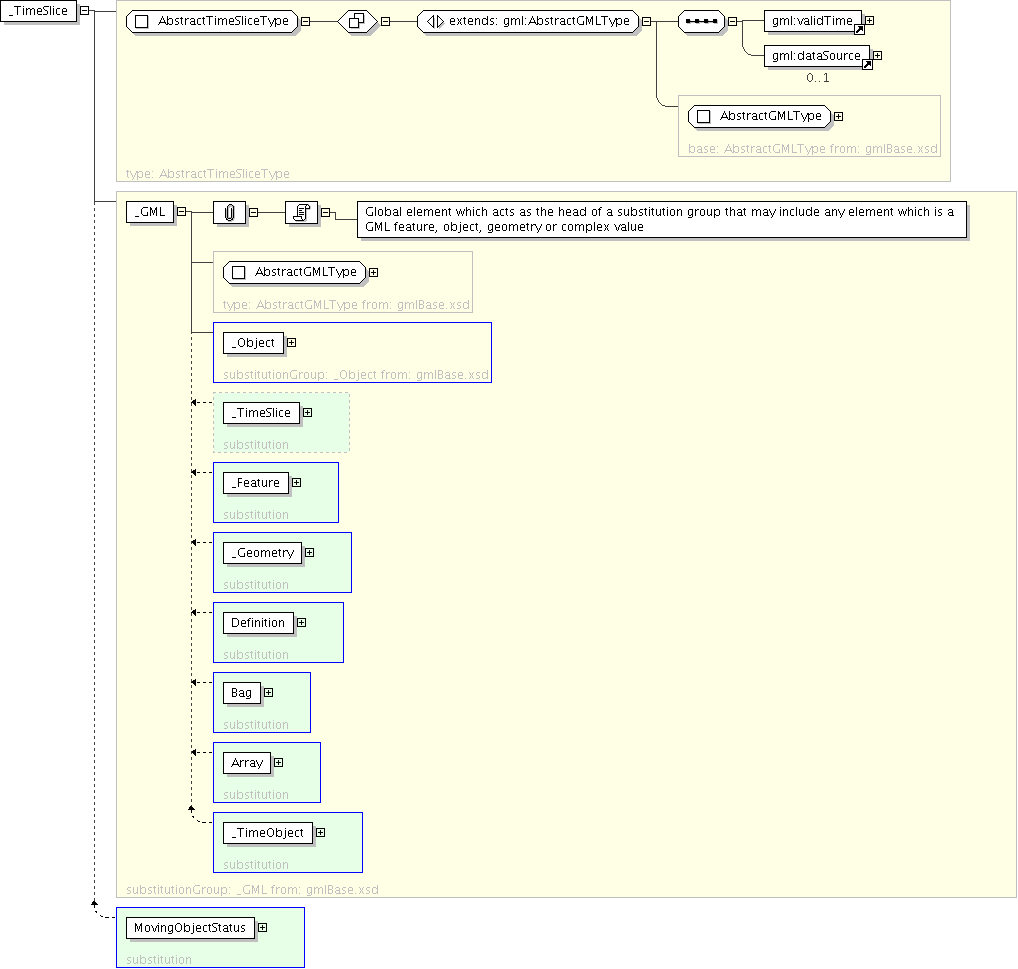 _TimeSlice
AbstractTimeSliceType
extends: gml:AbstractGMLType
gml:validTime
gml:dataSource
0..1
AbstractGMLType
base: AbstractGMLType from: gmlBase.xsd
type: AbstractTimeSliceType
_GML
Global element which acts as the head of a substitution group that may include any element which is a
GML feature, object, geometry or complex value
AbstractGMLType
type: AbstractGMLType from: gmlBase.xsd
_Object
substitutionGroup: _Object from: gmlBase.xsd
_TimeSlice
substitution
_Feature
substitution
_Geometry
substitution
Definition
substitution
Bag
substitution
Array
substitution
_TimeObject
substitution
substitutionGroup: _GML from: gmlBase.xsd
MovingObjectStatus
substitution